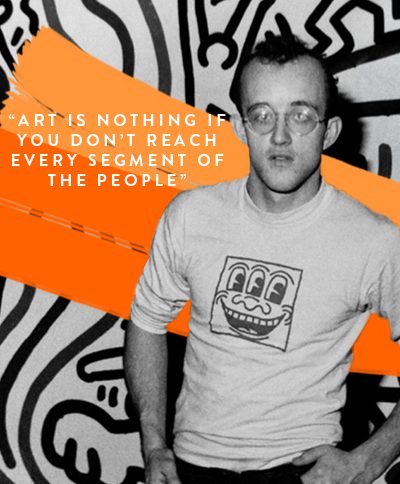 “ART IS NOTHING IF
YOU DON’T REACH
EVERY SEGMENT OF
THE PEOPLE”